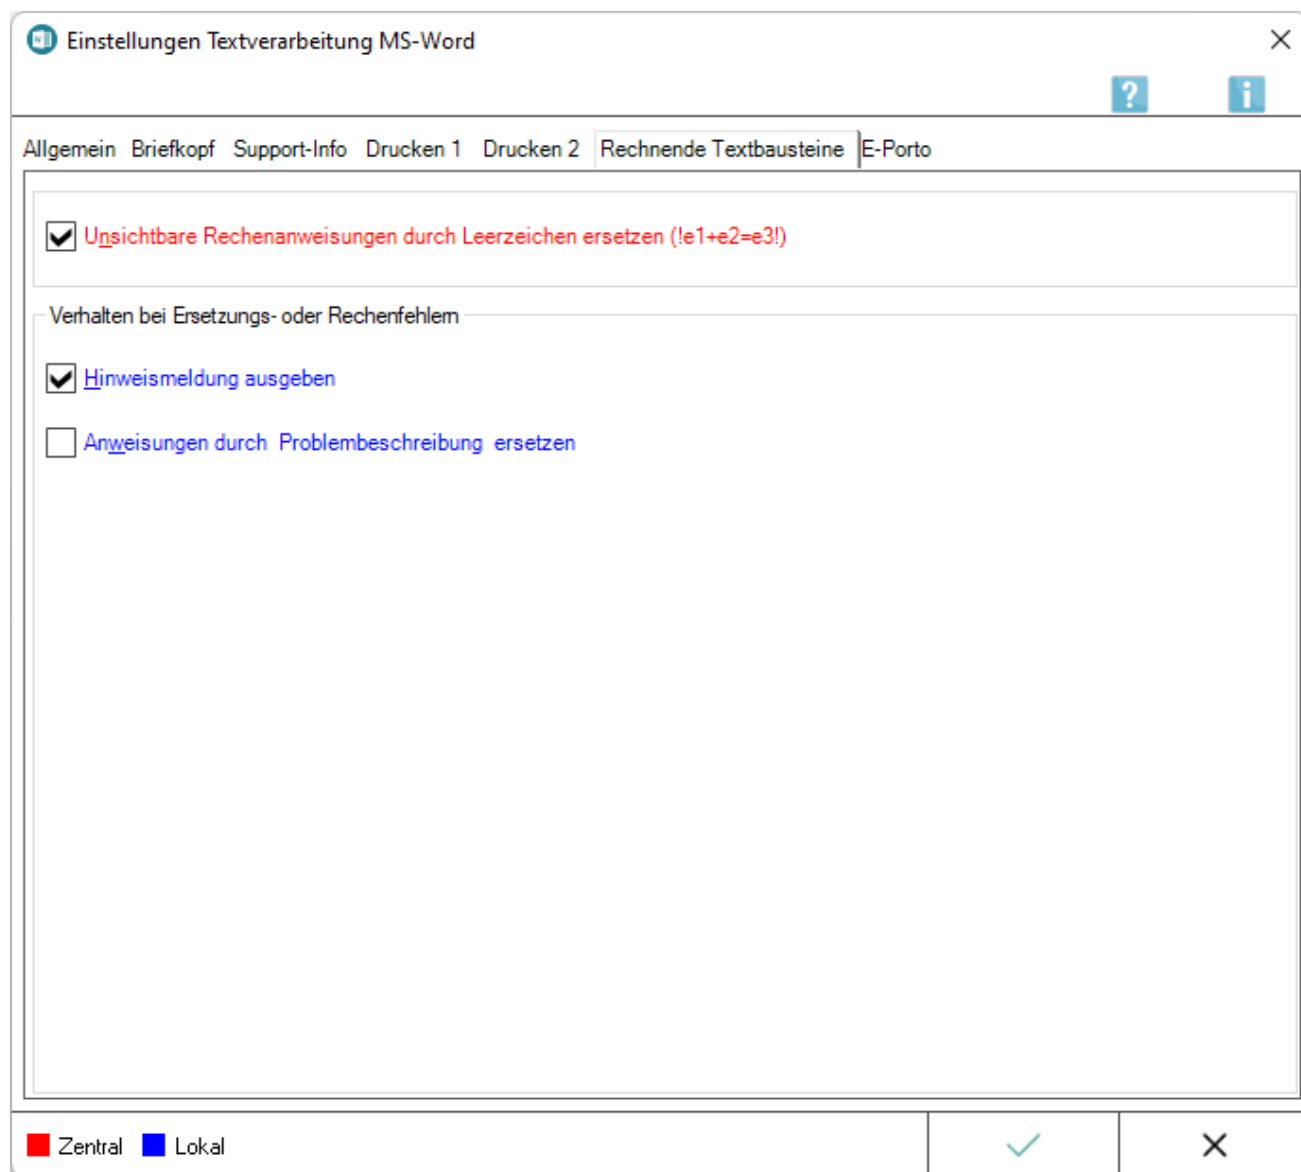 Einstellungen Textverarbeitung MS-Word
?
i
Allgemein Briefkopf Support-Info Drucken 1 Drucken 2 Rechnende Textbausteine E-Porto
Unsichtbare Rechenanweisungen durch Leerzeichen ersetzen (!e1+e2=e3!)
Verhalten bei Ersetzungs- oder Rechenfehlern
Hinweismeldung ausgeben
Anweisungen durch Problembeschreibung ersetzen
Zentral Lokal